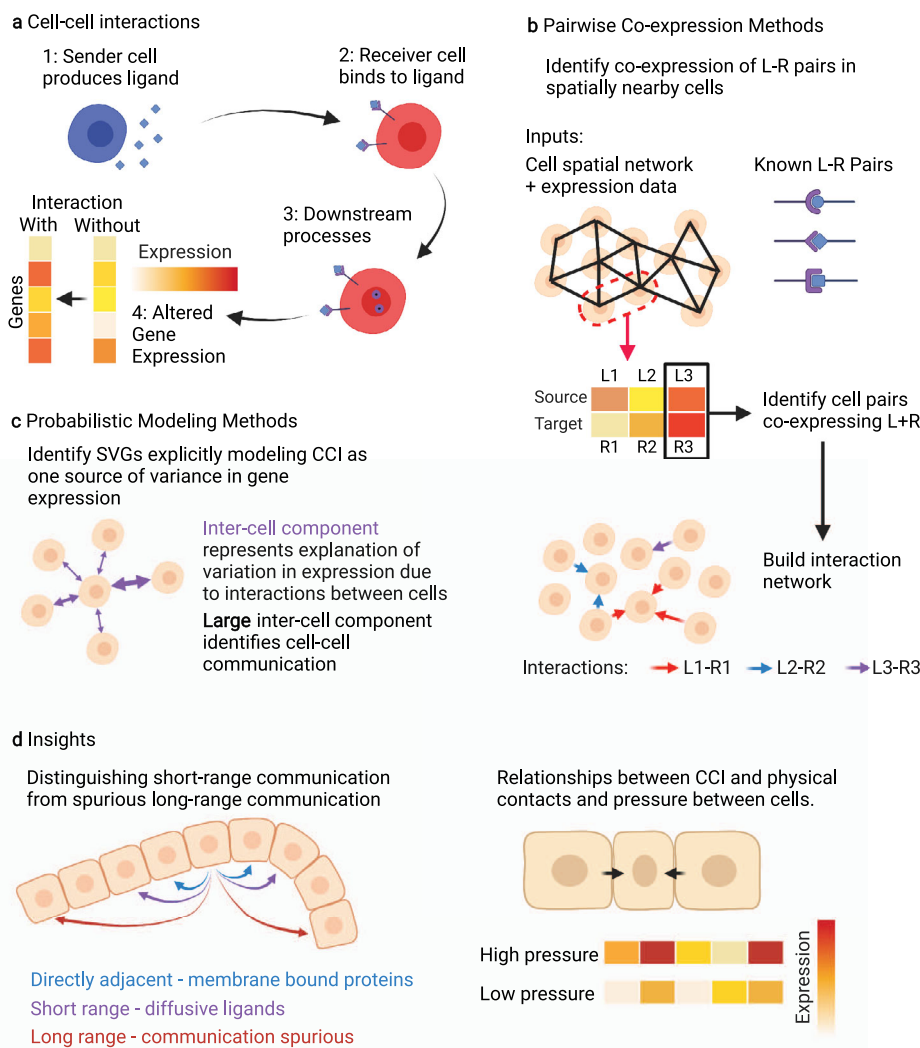 a Cell-cell interactions
1: Sender cell
produces ligand
2: Receiver cell
binds to ligand
3: Downstream
processes
Interaction
With Without
Genes
Expression
4: Altered
Gene
Expression
b Pairwise Co-expression Methods
Identify co-expression of L-R pairs in
spatially nearby cells
Inputs:
Cell spatial network
+ expression data
Known L-R Pairs
L1 L2 L3
Source
Target
R1 R2 R3
Identify cell pairs
co-expressing L+R
Build interaction
network
Interactions: L1-R1 L2-R2 L3-R3
c Probabilistic Modeling Methods
Identify SVGs explicitly modeling CCI as
one source of variance in gene
expression
Inter-cell component
represents explanation of
variation in expression due
to interactions between cells
Large inter-cell component
identifies cell-cell
communication
d Insights
Distinguishing short-range communication
from spurious long-range communication
Directly adjacent - membrane bound proteins
Short range - diffusive ligands
Long range - communication spurious
Relationships between CCI and physical
contacts and pressure between cells.
High pressure
Low pressure
Expression